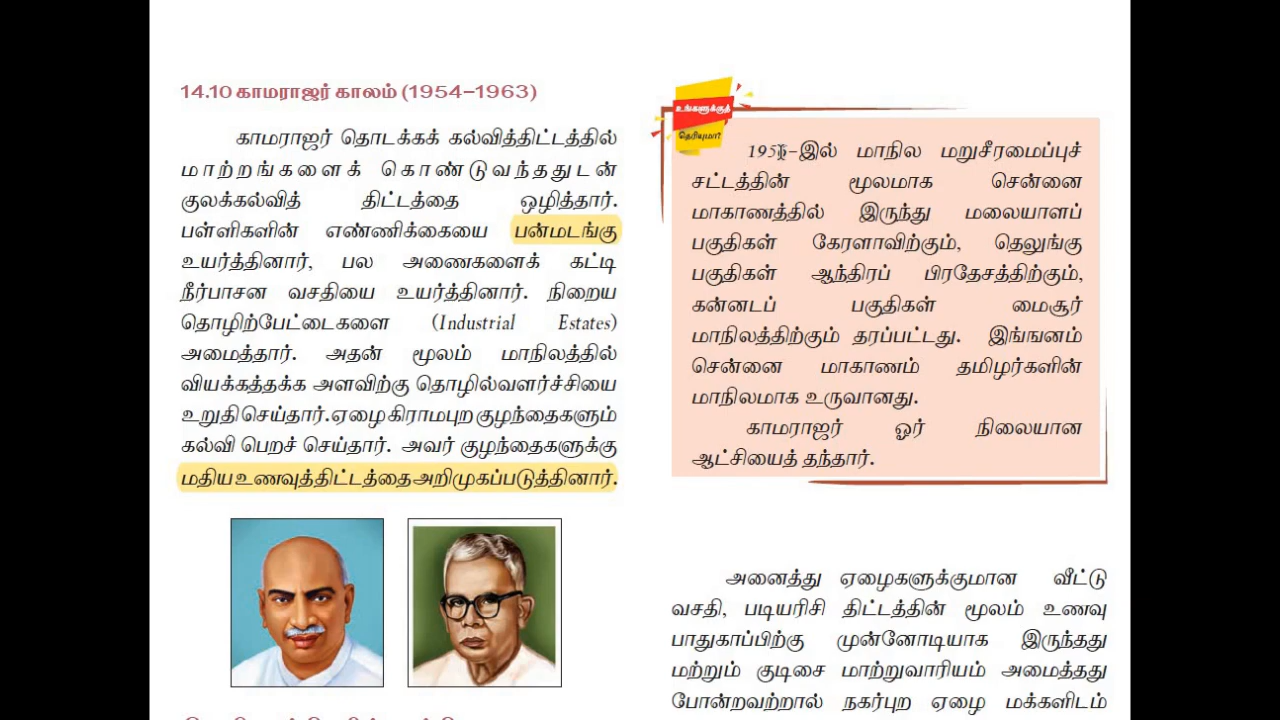 14.10 காமராஜர் காலம் (1954–1963)
காமராஜர் தொடக்கக் கல்வித்திட்டத்தில்
மாற்றங்களைக் கொண்டுவந்ததுடன்
குலக்கல்வித் திட்டத்தை ஒழித்தார்.
பள்ளிகளின் எண்ணிக்கையை பன்மடங்கு
உயர்த்தினார், பல அணைகளைக் கட்டி
நீர்பாசன வசதியை உயர்த்தினார். நிறைய
தொழிற்பேட்டைகளை (Industrial Estates)
அமைத்தார். அதன் மூலம் மாநிலத்தில்
வியக்கத்தக்க அளவிற்கு தொழில்வளர்ச்சியை
உறுதிசெய்தார். ஏழை கிராமபுற குழந்தைகளும்
கல்வி பெறச் செய்தார். அவர் குழந்தைகளுக்கு
மதிய உணவுத்திட்டத்தை அறிமுகப்படுத்தினார்.
உங்களுக்குத்
தெரியுமா?
மாநில மறுசீரமைப்புச்
சட்டத்தின் மூலமாக சென்னை
மாகாணத்தில் இருந்து மலையாளப்
பகுதிகள் கேரளாவிற்கும், தெலுங்கு
பகுதிகள் ஆந்திரப் பிரதேசத்திற்கும்,
கன்னடப் பகுதிகள் மைசூர்
மாநிலத்திற்கும் தரப்பட்டது. இங்ஙனம்
சென்னை மாகாணம் தமிழர்களின்
மாநிலமாக உருவானது.
காமராஜர் ஓர் நிலையான
ஆட்சியைத் தந்தார்.
அனைத்து ஏழைகளுக்குமான வீட்டு
வசதி, படியரிசி திட்டத்தின் மூலம் உணவு
பாதுகாப்பிற்கு முன்னோடியாக இருந்தது
மற்றும் குடிசை மாற்றுவாரியம் அமைத்தது
போன்றவற்றால் நகர்புற ஏழை மக்களிடம்